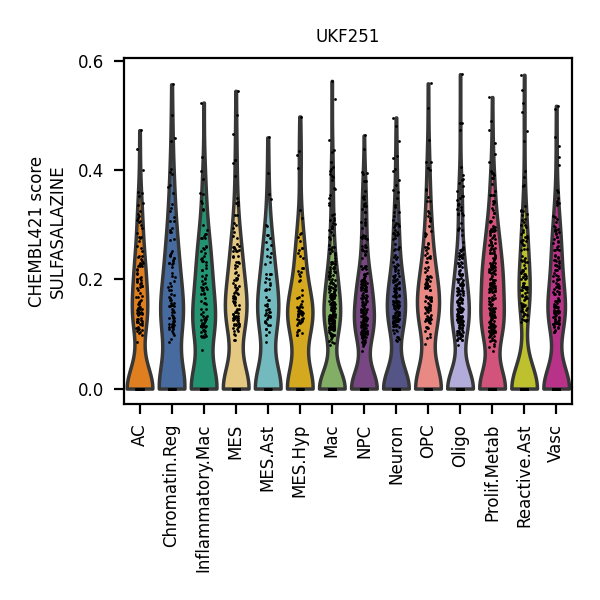 UKF251
CHEMBL421 score
SULFASALAZINE
0.6
0.4
0.2
0.0
AC
Chromatin.Reg
Inflammatory.Mac
MES
MES.Ast
MES.Hyp
Mac
NPC
Neuron
OPC
Oligo
Prolif.Metab
Reactive.Ast
Vasc